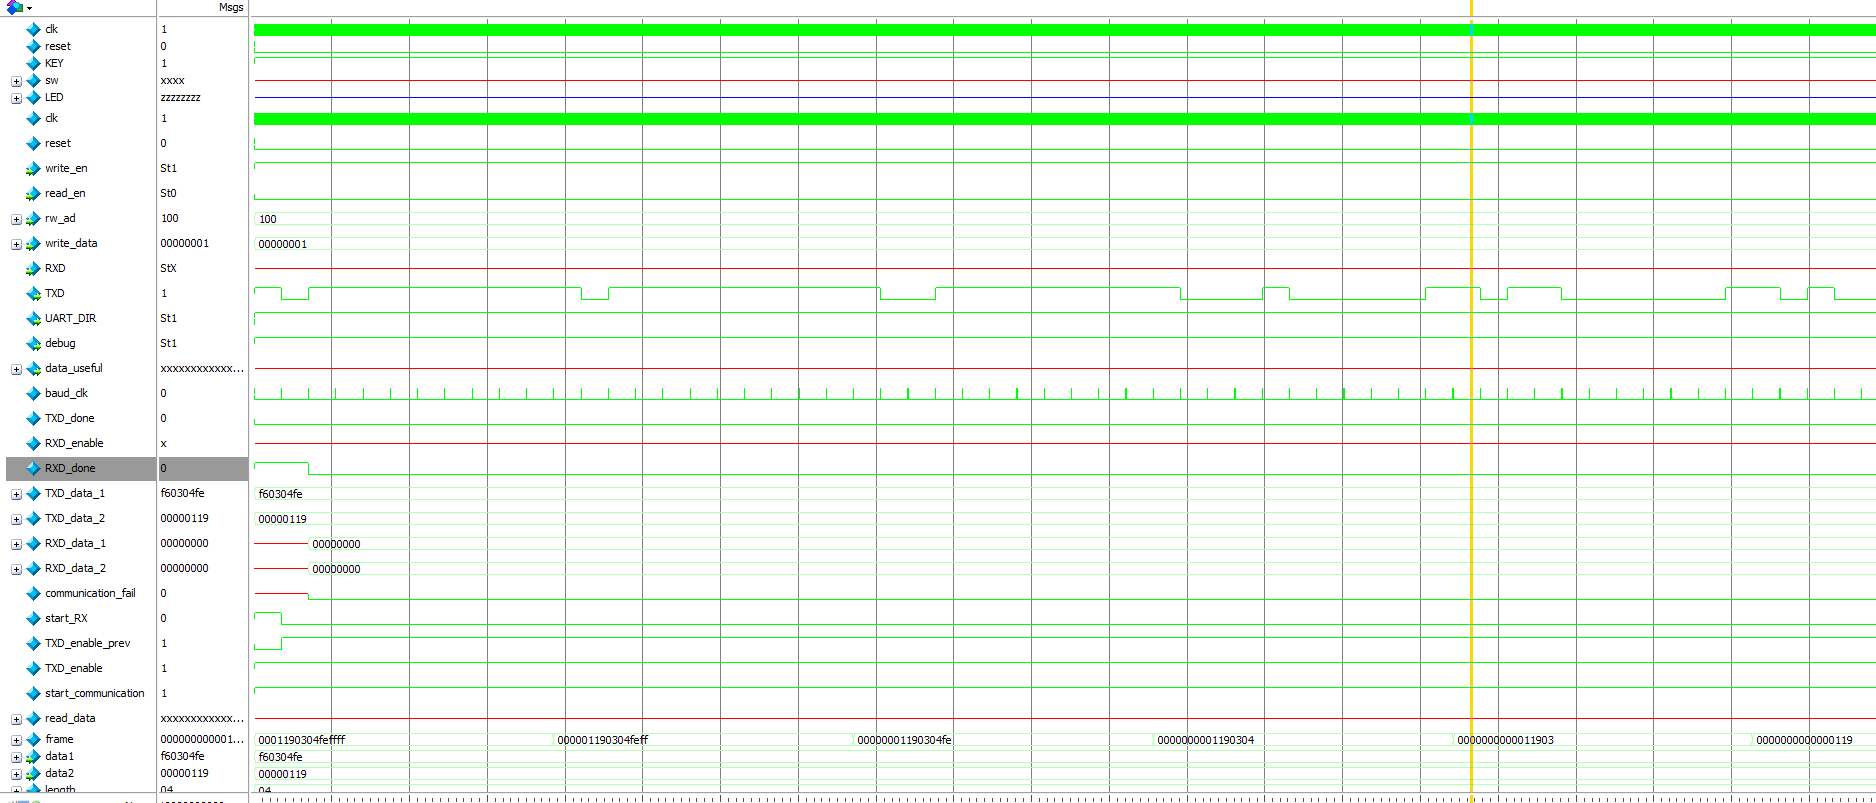 Msgs
clk 1
reset 0
KEY 1
sw xxxx
LED zzzzzzzz
clk 1
reset 0
write_en St1
read_en St0
rw_ad 100 100
write_data 00000001 00000001
RXD StX
TXD 1
UART_DIR St1
debug St1
data_useful xxxxxxxxxxxx...
baud_clk 0
TXD_done 0
RXD_enable x
RXD_done 0
TXD_data_1 f60304fe f60304fe
TXD_data_2 00000119 00000119
RXD_data_1 00000000 00000000
RXD_data_2 00000000 00000000
communication_fail 0
start_RX 0
TXD_enable_prev 1
TXD_enable 1
start_communication 1
read_data xxxxxxxxxxxx...
frame 000000000001... 0001190304feffff 000001190304feff 00000001190304fe 0000000001190304 0000000000011903 0000000000000119
data1 f60304fe f60304fe
data2 00000119 00000119
length 04 04